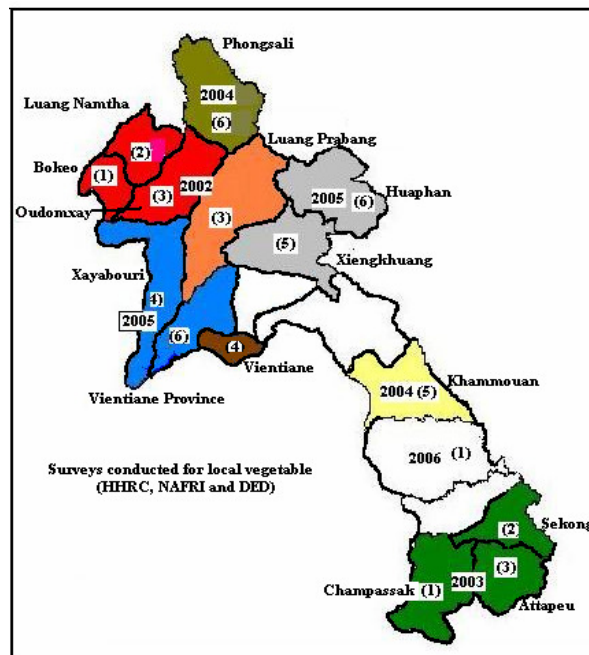 Phongsali
2004
(6)
Luang Namtha
Luang Prabang
(2)
Bokeo
(1)
(3)
2002
2005
Huaphan
(6)
Oudomxay
(3)
(5)
Xiengkhuang
Xayabouri
4)
2005
(6)
(4)
Vientiane
Vientiane Province
Khammouan
2004 (5)
2006 (1)
Surveys conducted for local vegetable
(HHRC, NAFRI and DED)
Sekong
(2)
(3)
2003
Champassak (1)
Attapeu